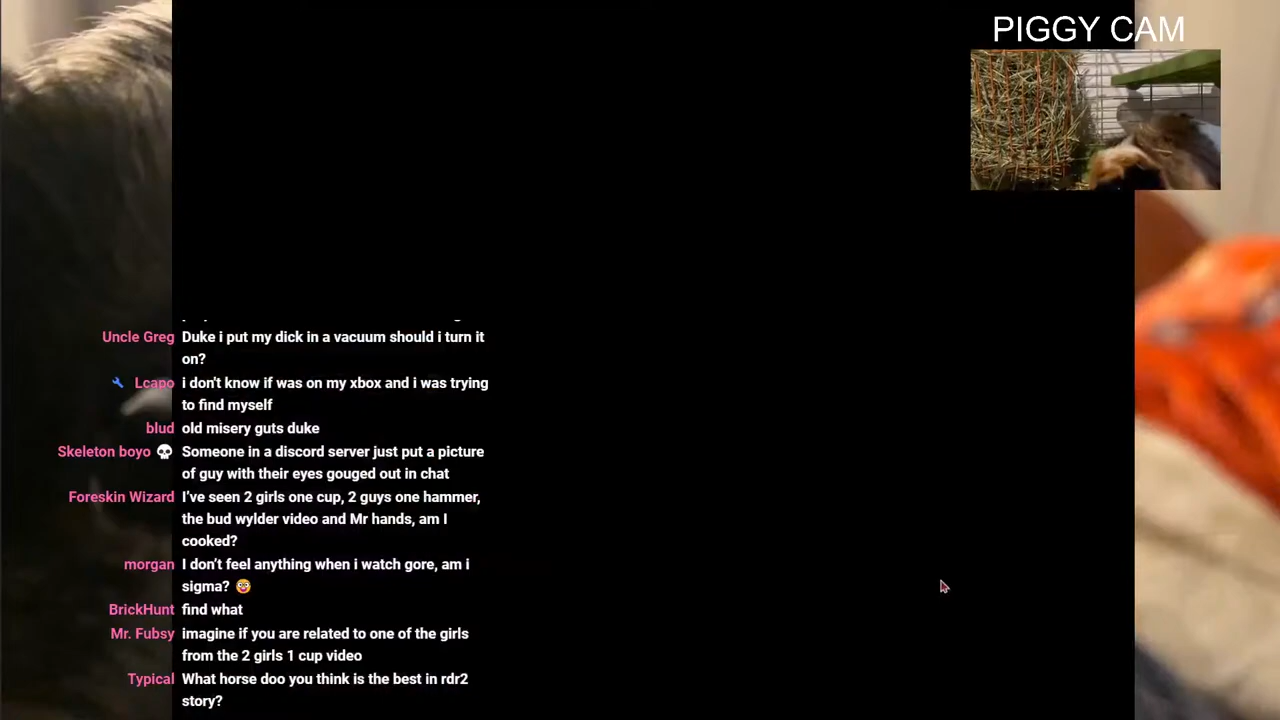 PIGGY CAM
Uncle Greg Duke i put my dick in a vacuum should i turn it
on?
Lcapo i don't know if was on my xbox and i was trying
to find myself
blud old misery guts duke
Skeleton boyo 💀 Someone in a discord server just put a picture
of guy with their eyes gouged out in chat
Foreskin Wizard I've seen 2 girls one cup, 2 guys one hammer,
the bud wylder video and Mr hands, am I
cooked?
morgan I don't feel anything when i watch gore, am i
sigma? 🤪
BrickHunt find what
Mr. Fubsy imagine if you are related to one of the girls
from the 2 girls 1 cup video
Typical What horse doo you think is the best in rdr2
story?